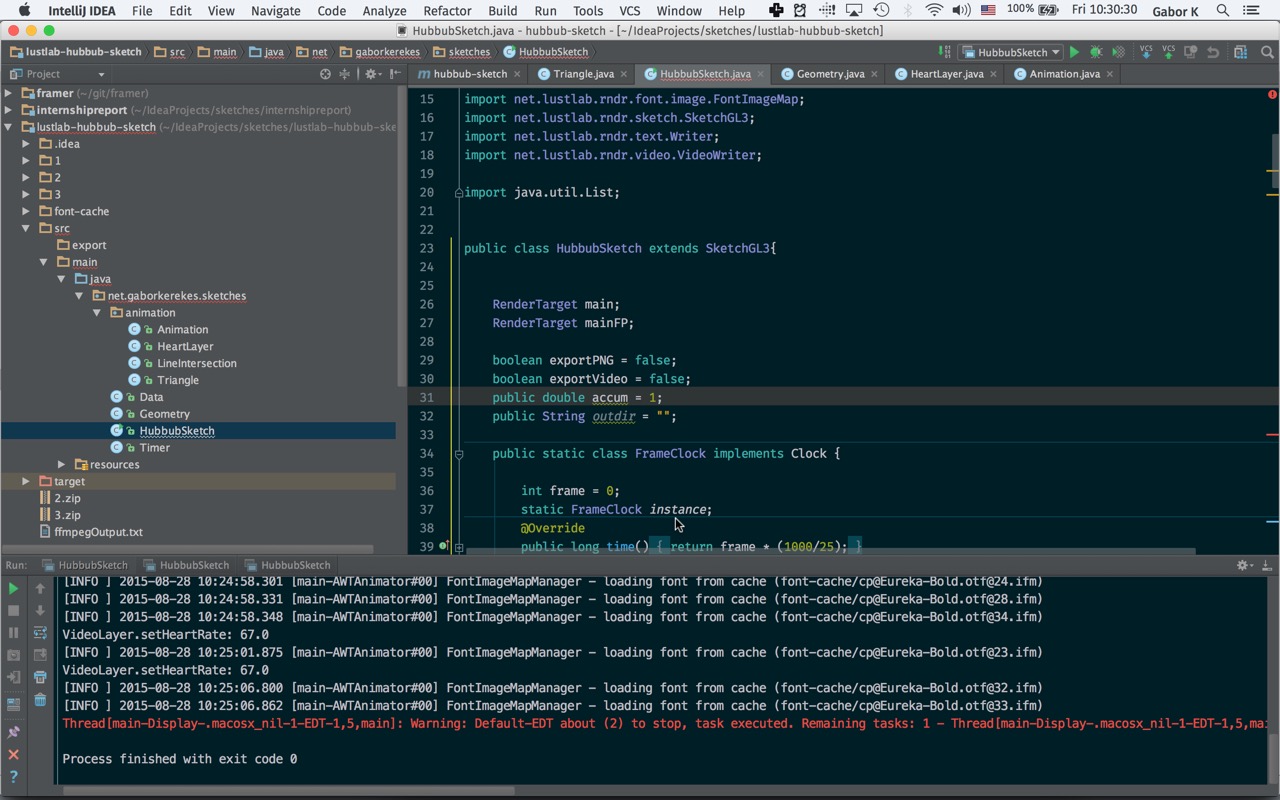 IntelliJ IDEA File Edit View Navigate Code Analyze Refactor Build Run Tools VCS Window Help 100% Fri 10:30:30 Gabor K
HubbubSketch.java - hubbub-sketch - [~/IdeaProjects/sketches/lustlab-hubbub-sketch]
lustlab-hubbub-sketch src main java net gaborkerekes sketches HubbubSketch HubbubSketch VCS VCS
Project
m hubbub-sketch Triangle.java HubbubSketch.java Geometry.java HeartLayer.java Animation.java
framer (~/git/framer)
internshipreport (~/IdeaProjects/sketches/internshipreport)
lustlab-hubbub-sketch (~/IdeaProjects/sketches/lustlab-hubbub-ske
.idea
1
2
3
font-cache
src
export
main
java
net.gaborkerekes.sketches
animation
Animation
HeartLayer
LineIntersection
Triangle
Data
Geometry
HubbubSketch
Timer
resources
target
2.zip
3.zip
ffmpegOutput.txt
15 import net.lustlab.rndr.font.image.FontImageMap;
16 import net.lustlab.rndr.sketch.SketchGL3;
17 import net.lustlab.rndr.text.Writer;
18 import net.lustlab.rndr.video.VideoWriter;
19
20 import java.util.List;
21
22
23 public class HubbubSketch extends SketchGL3{
24
25
26 RenderTarget main;
27 RenderTarget mainFP;
28
29 boolean exportPNG = false;
30 boolean exportVideo = false;
31 public double accum = 1;
32 public String outdir = "";
33
34 public static class FrameClock implements Clock {
35
36 int frame = 0;
37 static FrameClock instance;
38 @Override
39 public long time() { return frame * (1000/25); }
Run: HubbubSketch HubbubSketch HubbubSketch
[INFO ] 2015-08-28 10:24:58.301 [main-AWTAnimator#00] FontImageMapManager - loading font from cache (font-cache/cp@Eureka-Bold.otf@24.ifm)
[INFO ] 2015-08-28 10:24:58.331 [main-AWTAnimator#00] FontImageMapManager - loading font from cache (font-cache/cp@Eureka-Bold.otf@28.ifm)
[INFO ] 2015-08-28 10:24:58.348 [main-AWTAnimator#00] FontImageMapManager - loading font from cache (font-cache/cp@Eureka-Bold.otf@34.ifm)
VideoLayer.setHeartRate: 67.0
[INFO ] 2015-08-28 10:25:01.875 [main-AWTAnimator#00] FontImageMapManager - loading font from cache (font-cache/cp@Eureka-Bold.otf@23.ifm)
VideoLayer.setHeartRate: 67.0
[INFO ] 2015-08-28 10:25:06.800 [main-AWTAnimator#00] FontImageMapManager - loading font from cache (font-cache/cp@Eureka-Bold.otf@32.ifm)
[INFO ] 2015-08-28 10:25:06.862 [main-AWTAnimator#00] FontImageMapManager - loading font from cache (font-cache/cp@Eureka-Bold.otf@33.ifm)
Thread[main-Display-.macosx_nil-1-EDT-1,5,main]: Warning: Default-EDT about (2) to stop, task executed. Remaining tasks: 1 - Thread[main-Display-.macosx_nil-1-EDT-1,5,mai
Process finished with exit code 0